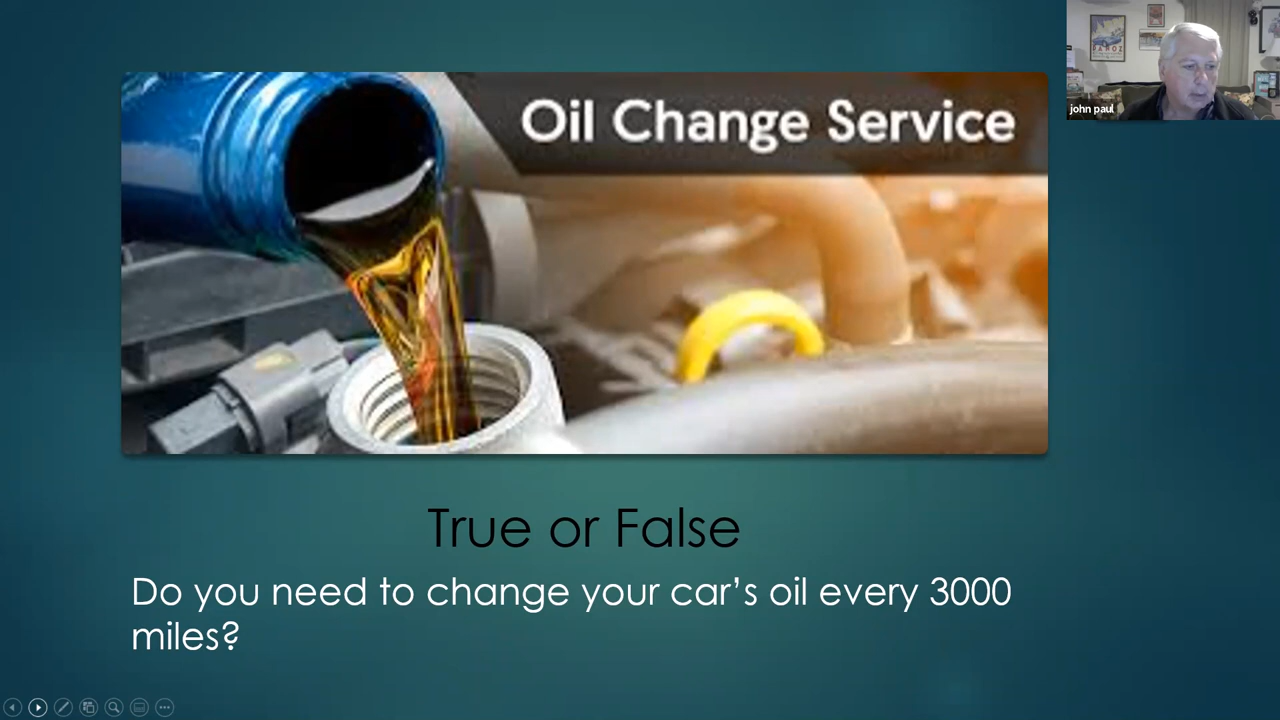 Oil Change Service
john paul
True or False
Do you need to change your car's oil every 3000
miles?